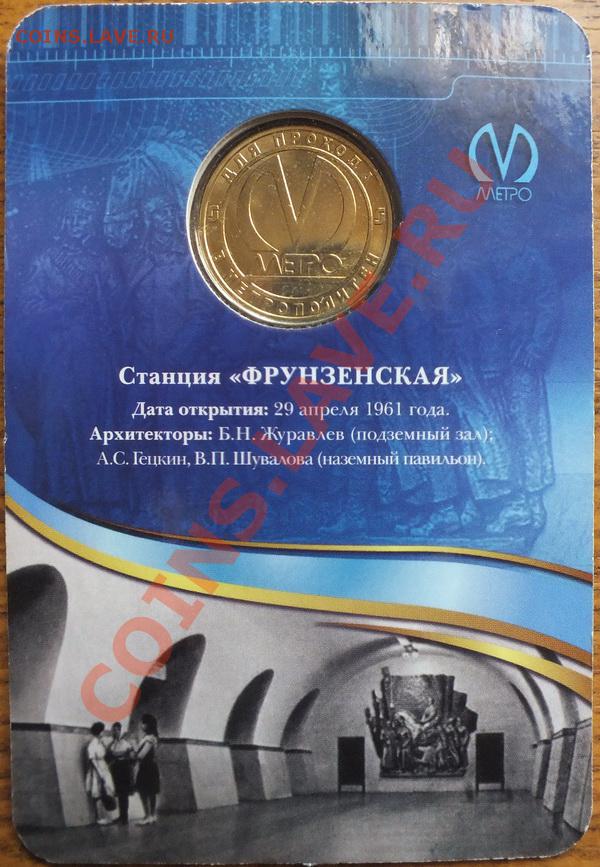 COINS.LAVE.RU
ДЛЯ ПРОХОДА
В МЕТРОПОЛИТЕН
МЕТРО
МЕТРО
Станция «ФРУНЗЕНСКАЯ»
Дата открытия: 29 апреля 1961 года.
Архитекторы: Б.Н. Журавлев (подземный зал);
А.С. Гецкин, В.П. Шувалова (наземный павильон).
COINS.LAVE.RU